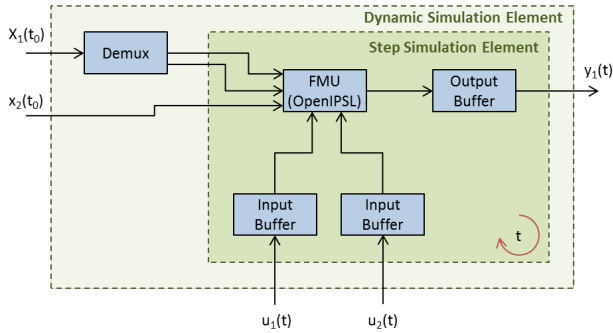 Dynamic Simulation Element
X₁(t₀)
Step Simulation Element
Demux
FMU
(OpenIPSL)
Output
Buffer
y₁(t)
x₂(t₀)
Input
Buffer
Input
Buffer
t
u₁(t)
u₂(t)